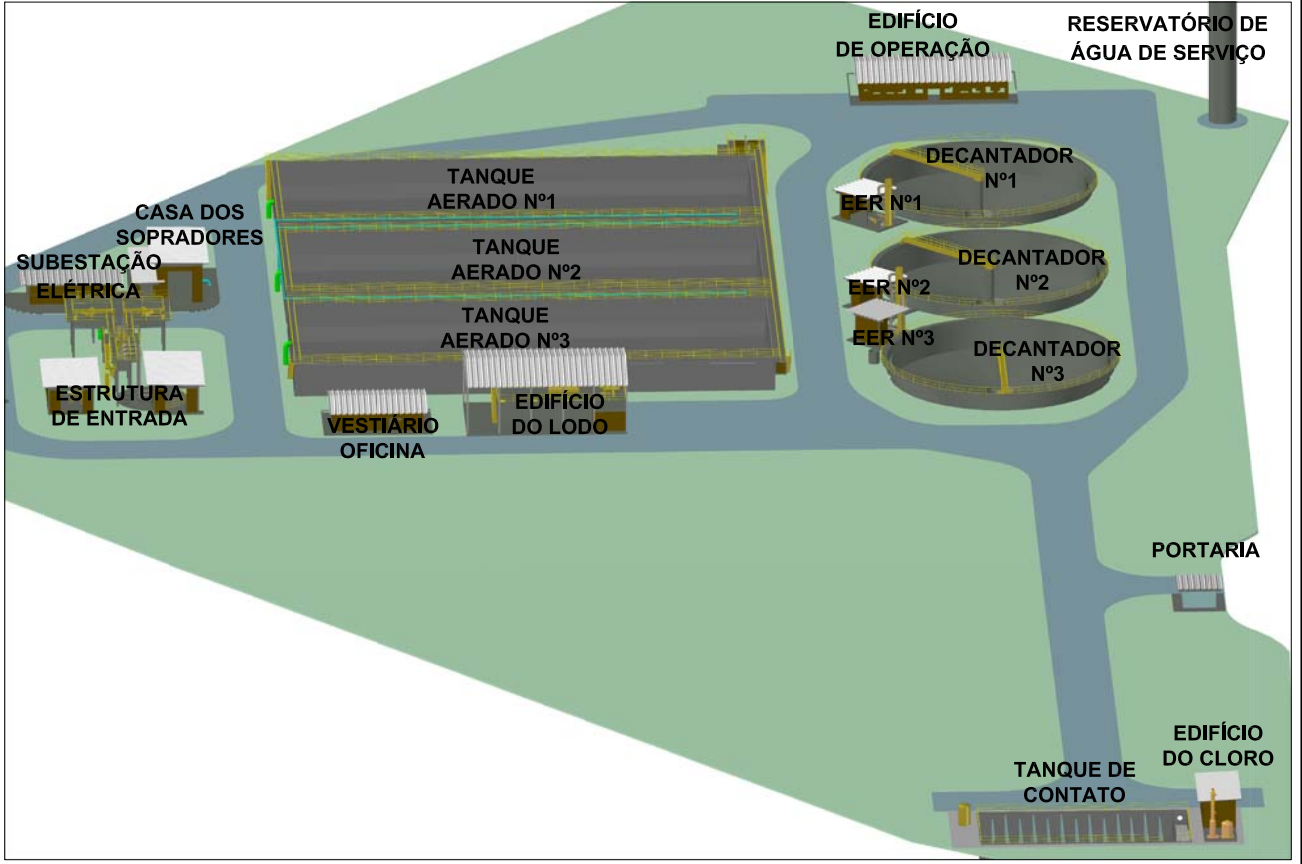 EDIFÍCIO
DE OPERAÇÃO
RESERVATÓRIO DE
ÁGUA DE SERVIÇO
TANQUE
AERADO Nº1
DECANTADOR
Nº1
EER Nº1
CASA DOS
SOPRADORES
SUBESTAÇÃO
ELÉTRICA
TANQUE
AERADO Nº2
DECANTADOR
Nº2
EER Nº2
TANQUE
AERADO Nº3
EER Nº3
DECANTADOR
Nº3
ESTRUTURA
DE ENTRADA
VESTIÁRIO
OFICINA
EDIFÍCIO
DO LODO
PORTARIA
EDIFÍCIO
DO CLORO
TANQUE DE
CONTATO